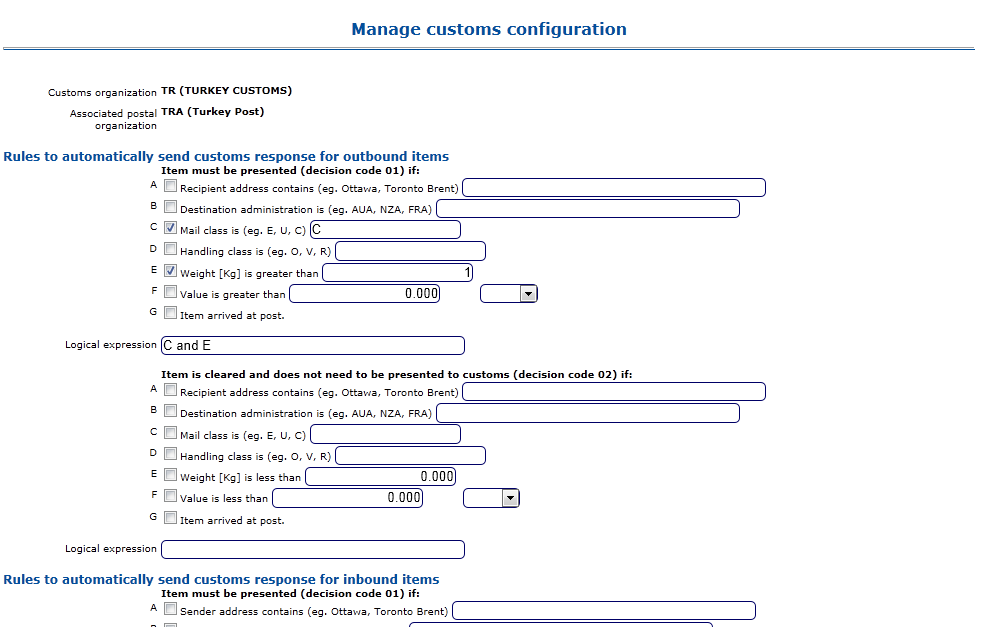 Manage customs configuration
Customs organization TR (TURKEY CUSTOMS)
Associated postal organization TRA (Turkey Post)
Rules to automatically send customs response for outbound items
Item must be presented (decision code 01) if:
A Recipient address contains (eg. Ottawa, Toronto Brent)
B Destination administration is (eg. AUA, NZA, FRA)
C Mail class is (eg. E, U, C) C
D Handling class is (eg. O, V, R)
E Weight [Kg] is greater than 1
F Value is greater than 0.000
G Item arrived at post.
Logical expression C and E
Item is cleared and does not need to be presented to customs (decision code 02) if:
A Recipient address contains (eg. Ottawa, Toronto Brent)
B Destination administration is (eg. AUA, NZA, FRA)
C Mail class is (eg. E, U, C)
D Handling class is (eg. O, V, R)
E Weight [Kg] is less than 0.000
F Value is less than 0.000
G Item arrived at post.
Logical expression
Rules to automatically send customs response for inbound items
Item must be presented (decision code 01) if:
A Sender address contains (eg. Ottawa, Toronto Brent)